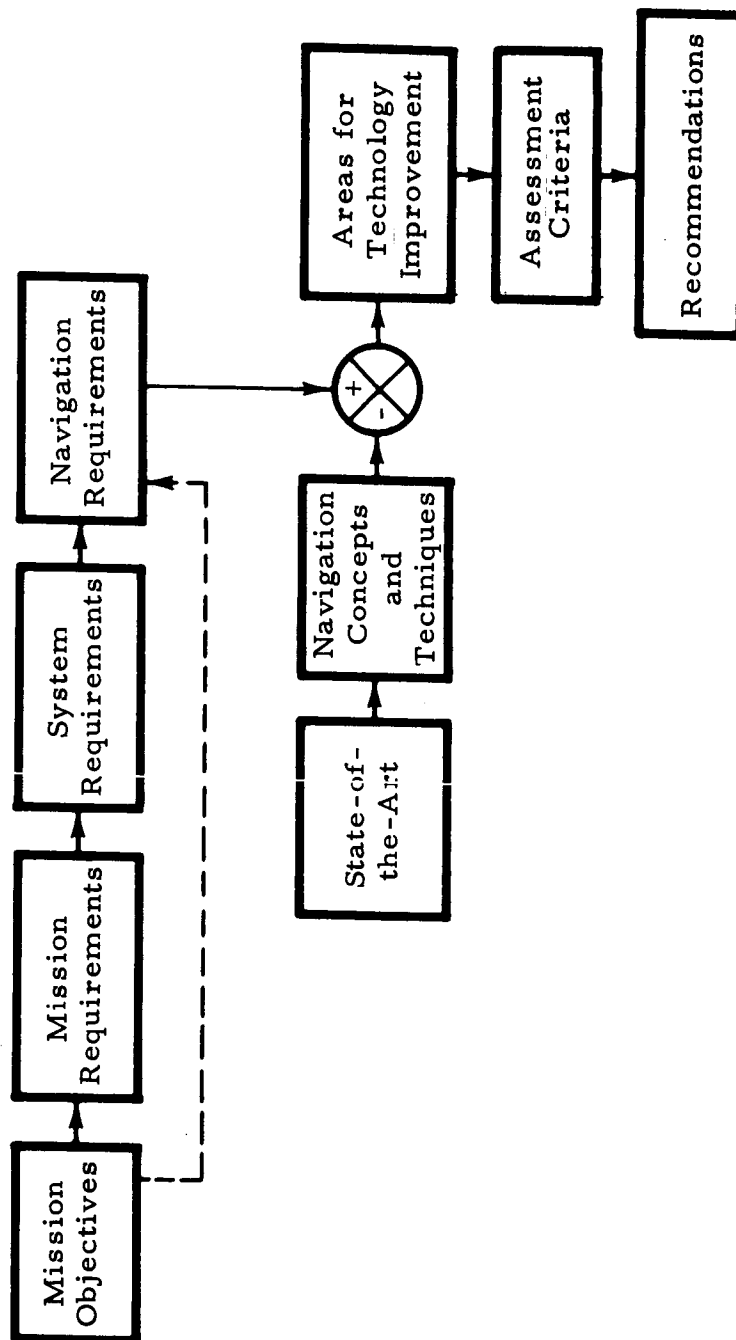 Mission
Objectives
Mission
Requirements
System
Requirements
Navigation
Requirements
State-of-
the-Art
Navigation
Concepts
and
Techniques
+
-
Areas for
Technology
Improvement
Assessment
Criteria
Recommendations